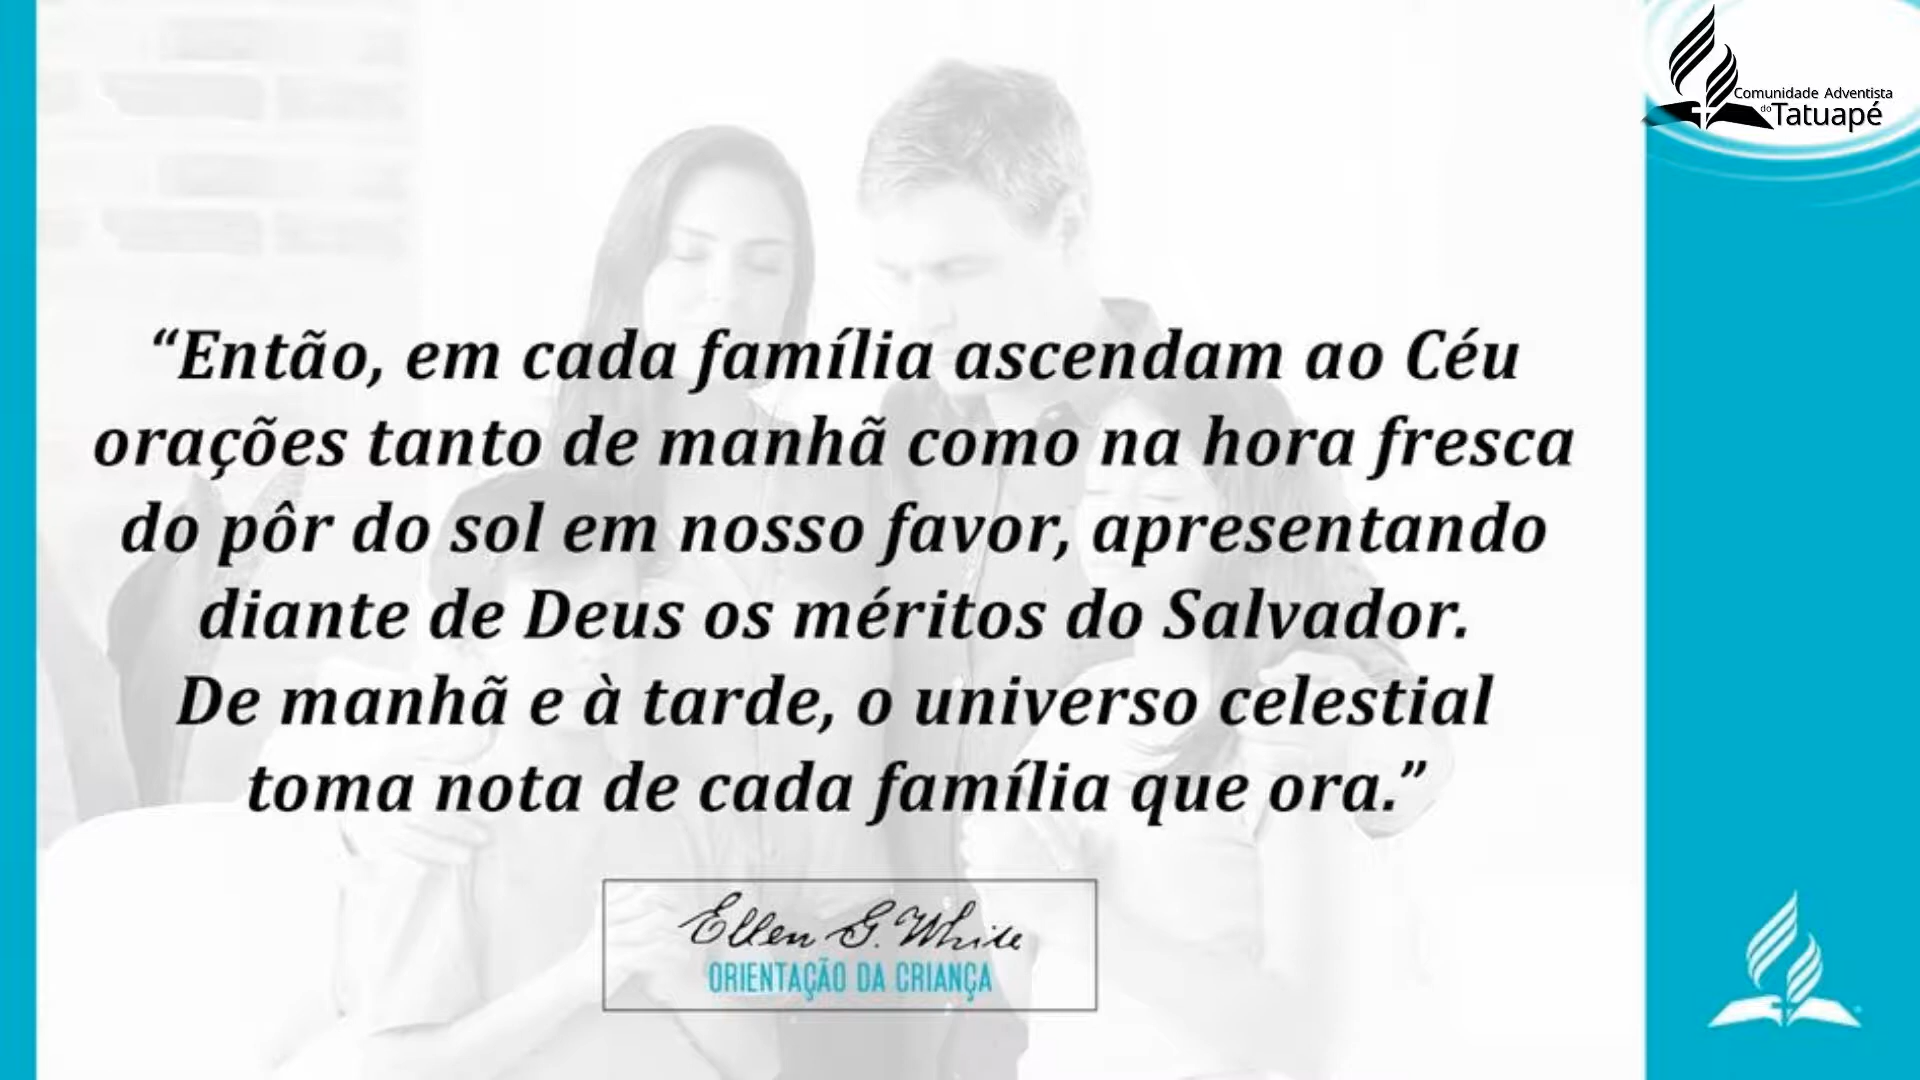 Comunidade Adventista
do Tatuapé
“Então, em cada família ascendam ao Céu
orações tanto de manhã como na hora fresca
do pôr do sol em nosso favor, apresentando
diante de Deus os méritos do Salvador.
De manhã e à tarde, o universo celestial
toma nota de cada família que ora.”
Ellen G. White
ORIENTAÇÃO DA CRIANÇA